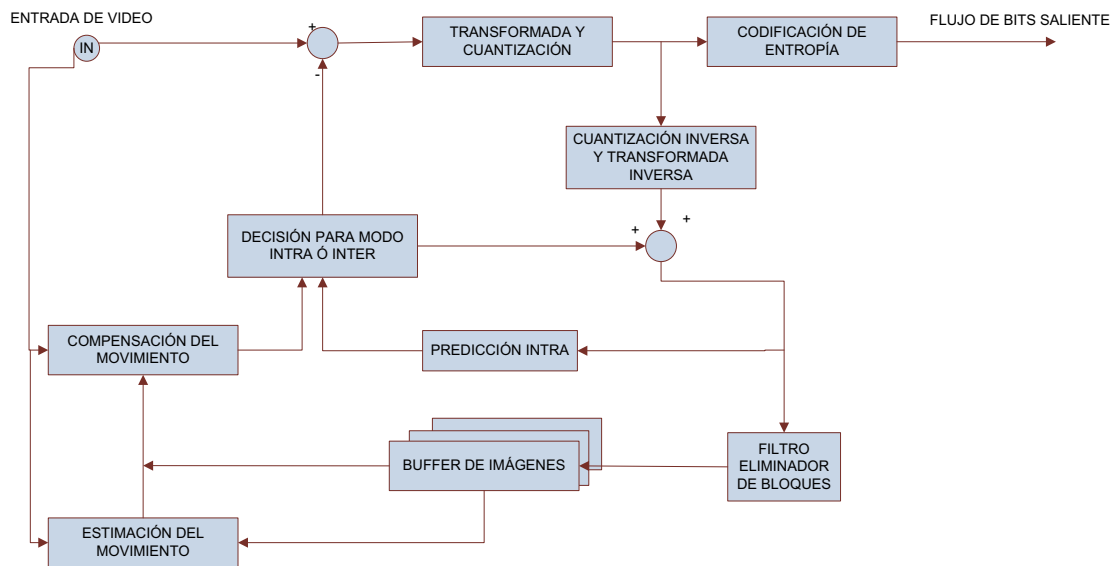 ENTRADA DE VIDEO
FLUJO DE BITS SALIENTE
IN
+
-
TRANSFORMADA Y
CUANTIZACIÓN
CODIFICACIÓN DE
ENTROPÍA
CUANTIZACIÓN INVERSA
Y TRANSFORMADA
INVERSA
+
+
DECISIÓN PARA MODO
INTRA Ó INTER
COMPENSACIÓN DEL
MOVIMIENTO
PREDICCIÓN INTRA
BUFFER DE IMÁGENES
FILTRO
ELIMINADOR
DE BLOQUES
ESTIMACIÓN DEL
MOVIMIENTO